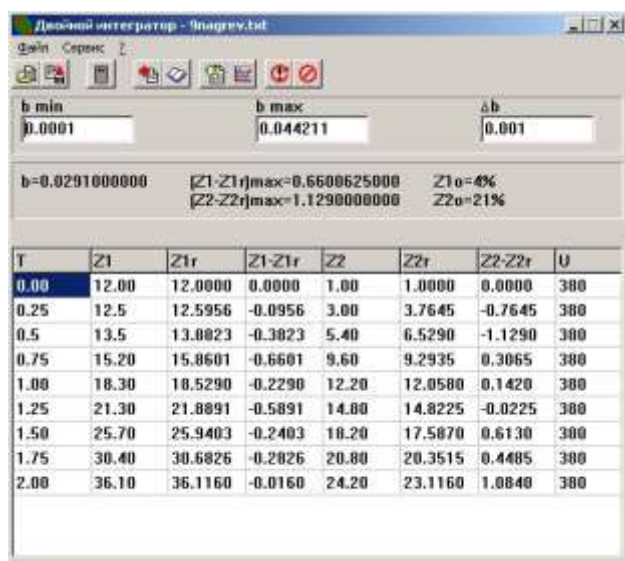 Двойной интегратор - 9nagrev.txt
Файл Сервис ?
b min b max Δb
0.0001 0.044211 0.001
b=0.0291000000 [Z1-Z1r]max=0.6600625000 Z1o=4%
[Z2-Z2r]max=1.1290000000 Z2o=21%
T Z1 Z1r Z1-Z1r Z2 Z2r Z2-Z2r U
0.00 12.00 12.0000 0.0000 1.00 1.0000 0.0000 380
0.25 12.5 12.5956 -0.0956 3.00 3.7645 -0.7645 380
0.5 13.5 13.8823 -0.3823 5.40 6.5290 -1.1290 380
0.75 15.20 15.8601 -0.6601 9.60 9.2935 0.3065 380
1.00 18.30 18.5290 -0.2290 12.20 12.0580 0.1420 380
1.25 21.30 21.8891 -0.5891 14.80 14.8225 -0.0225 380
1.50 25.70 25.9403 -0.2403 18.20 17.5870 0.6130 380
1.75 30.40 30.6826 -0.2826 20.80 20.3515 0.4485 380
2.00 36.10 36.1160 -0.0160 24.20 23.1160 1.0840 380